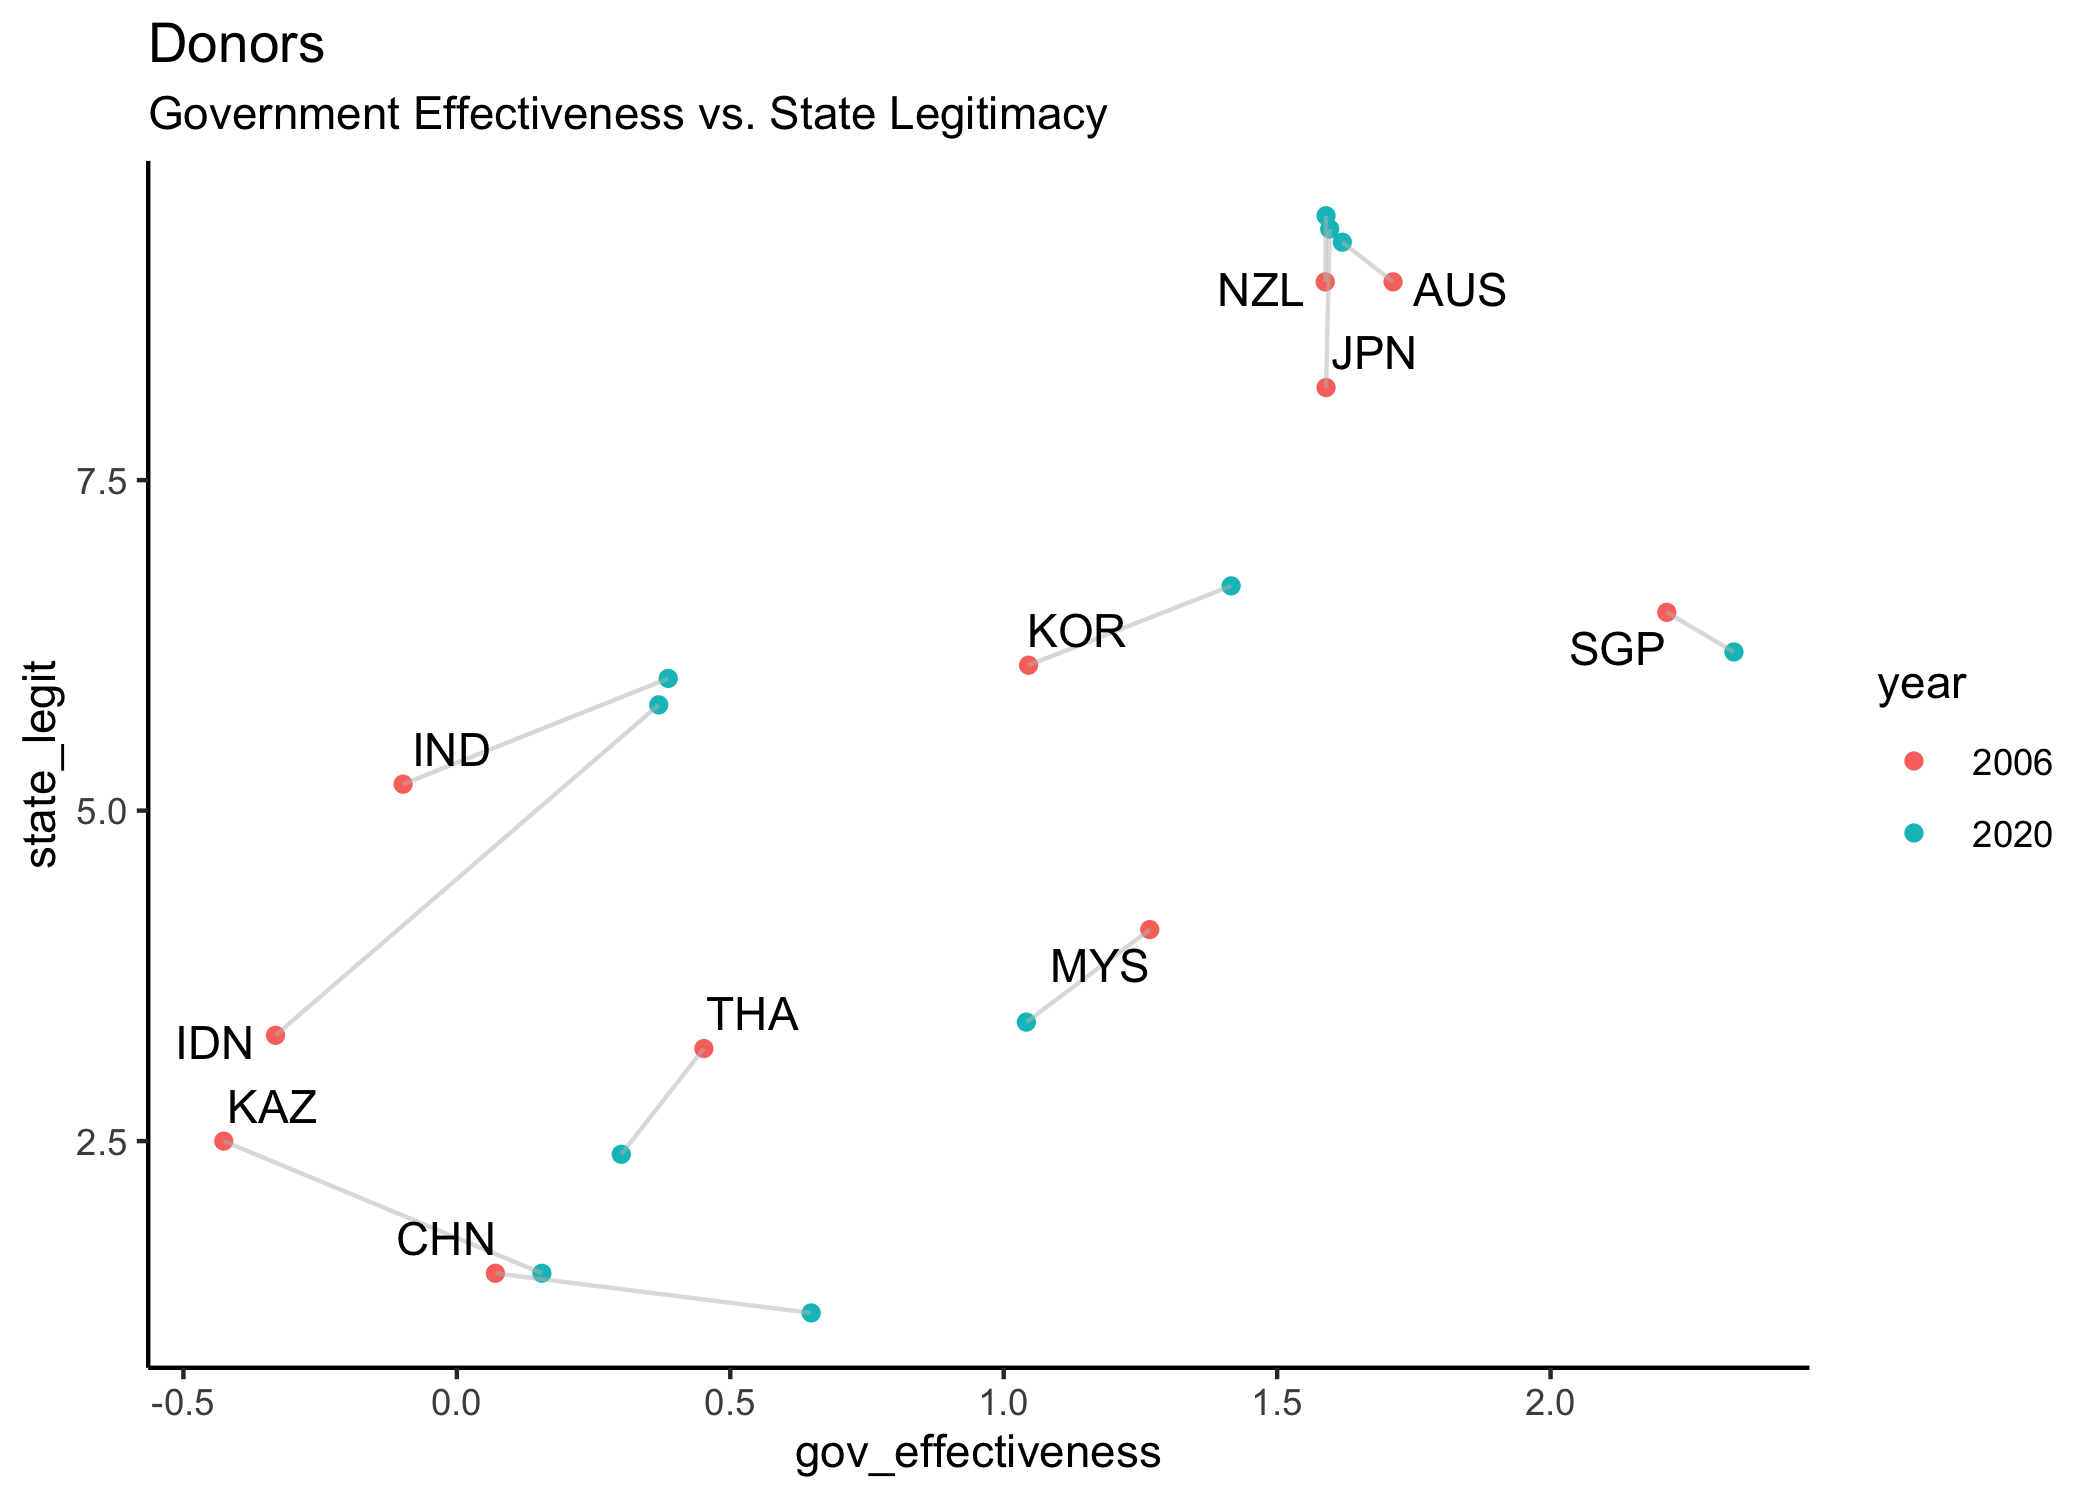 Donors
Government Effectiveness vs. State Legitimacy
NZL
AUS
JPN
7.5
KOR
SGP
IND
5.0
MYS
THA
IDN
KAZ
2.5
CHN
state_legit
-0.5
0.0
0.5
1.0
1.5
2.0
gov_effectiveness
year
2006
2020